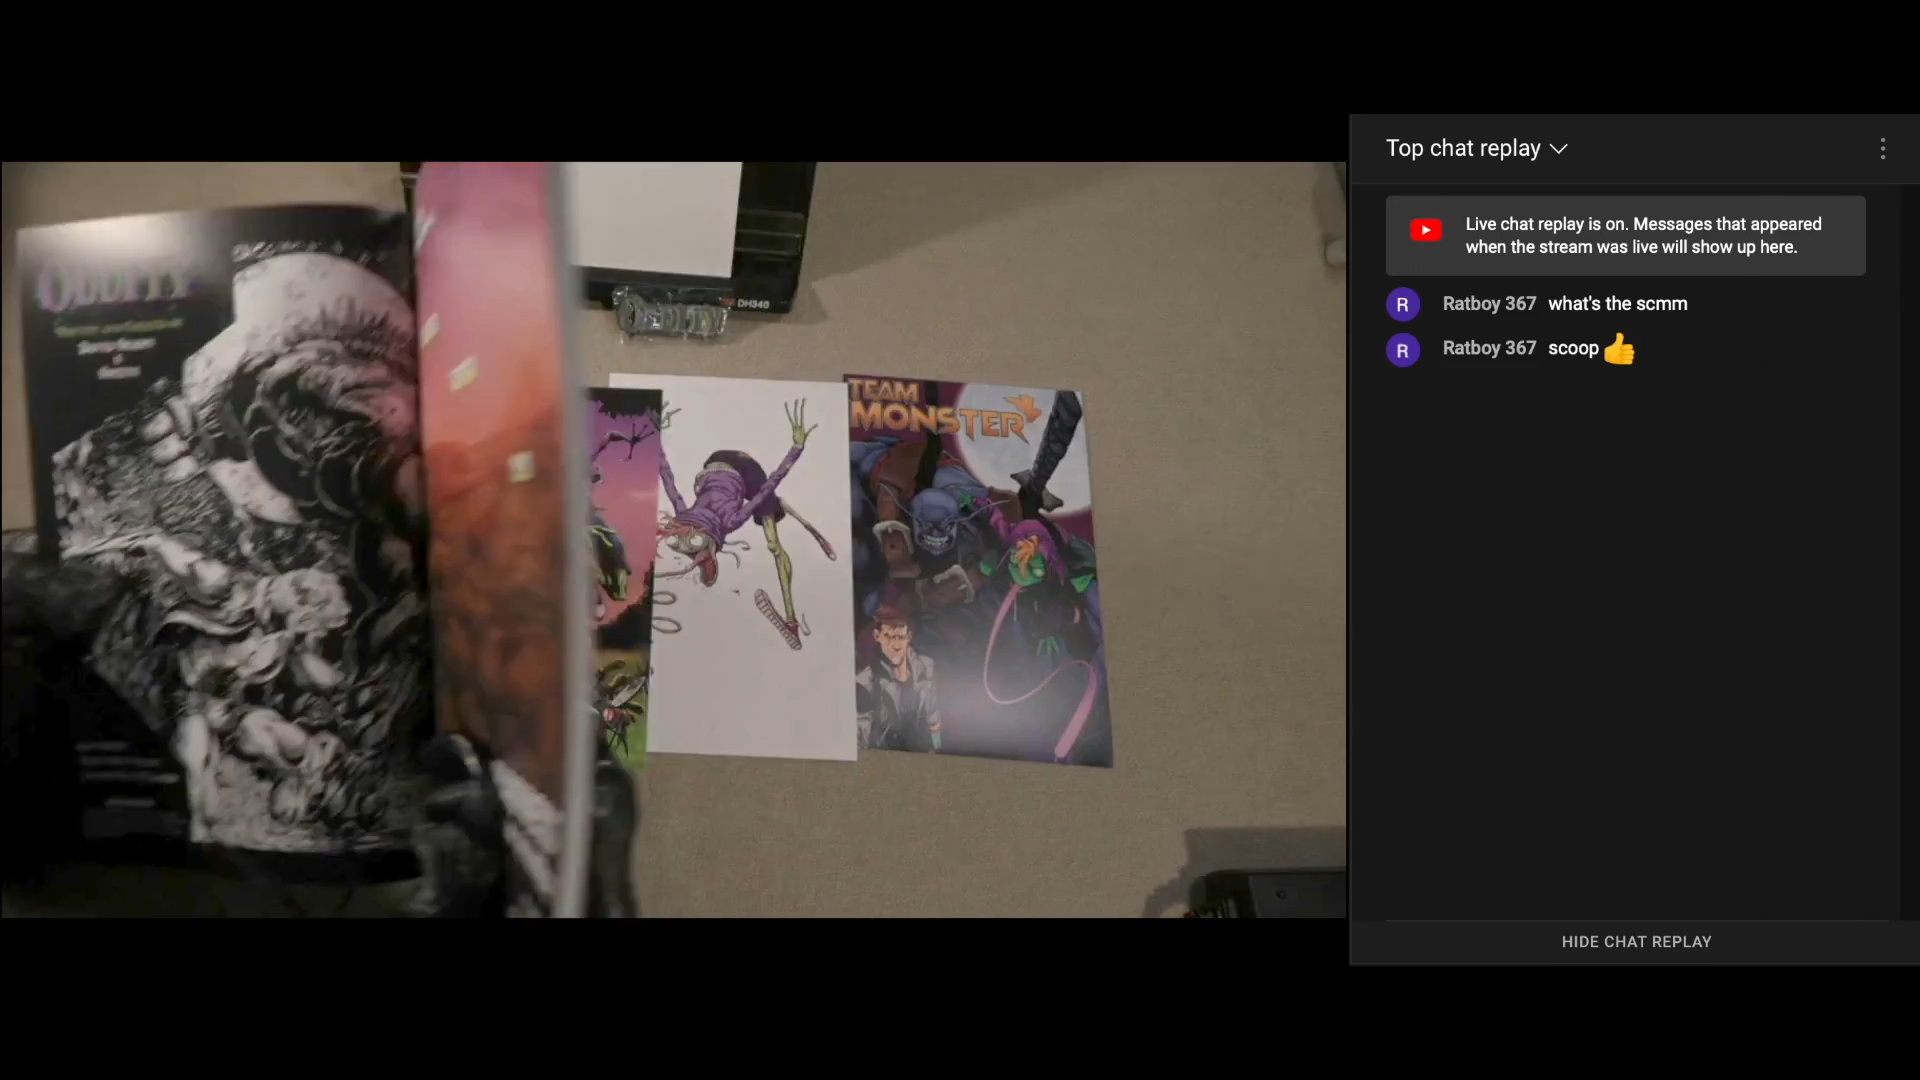 ODDITY
DH340
TEAM
MONSTER
Top chat replay
Live chat replay is on. Messages that appeared
when the stream was live will show up here.
Ratboy 367 what's the scmm
Ratboy 367 scoop 👍
HIDE CHAT REPLAY